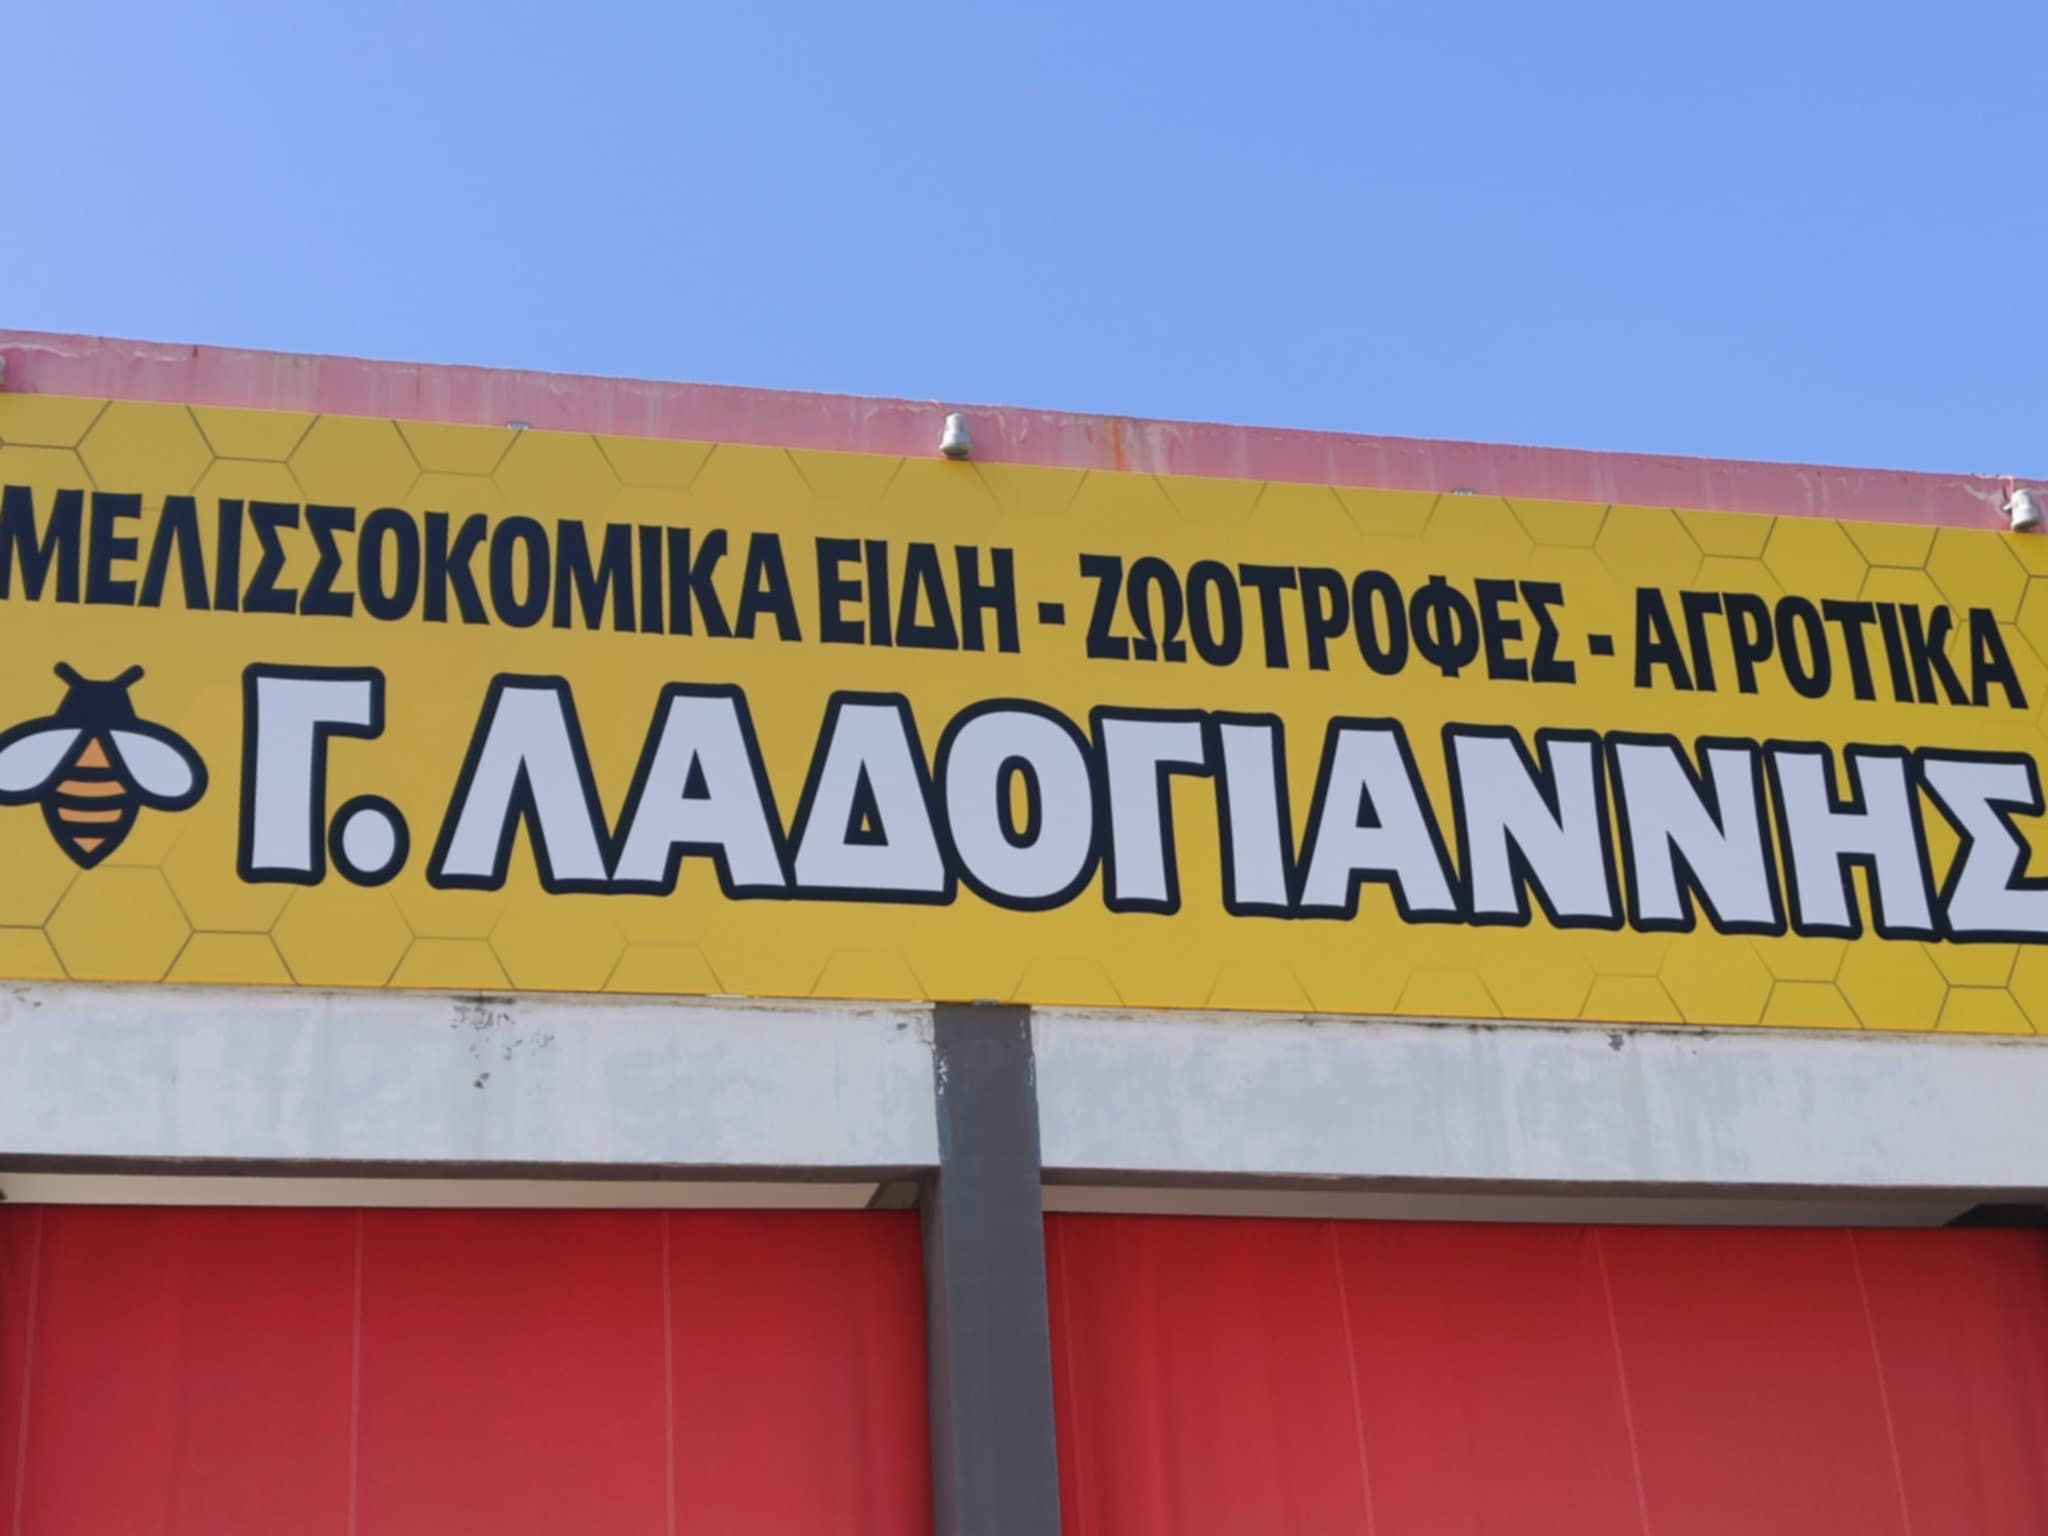 ΜΕΛΙΣΣΟΚΟΜΙΚΑ ΕΙΔΗ - ΖΩΟΤΡΟΦΕΣ - ΑΓΡΟΤΙΚΑ
Γ. ΛΑΔΟΓΙΑΝΝΗΣ